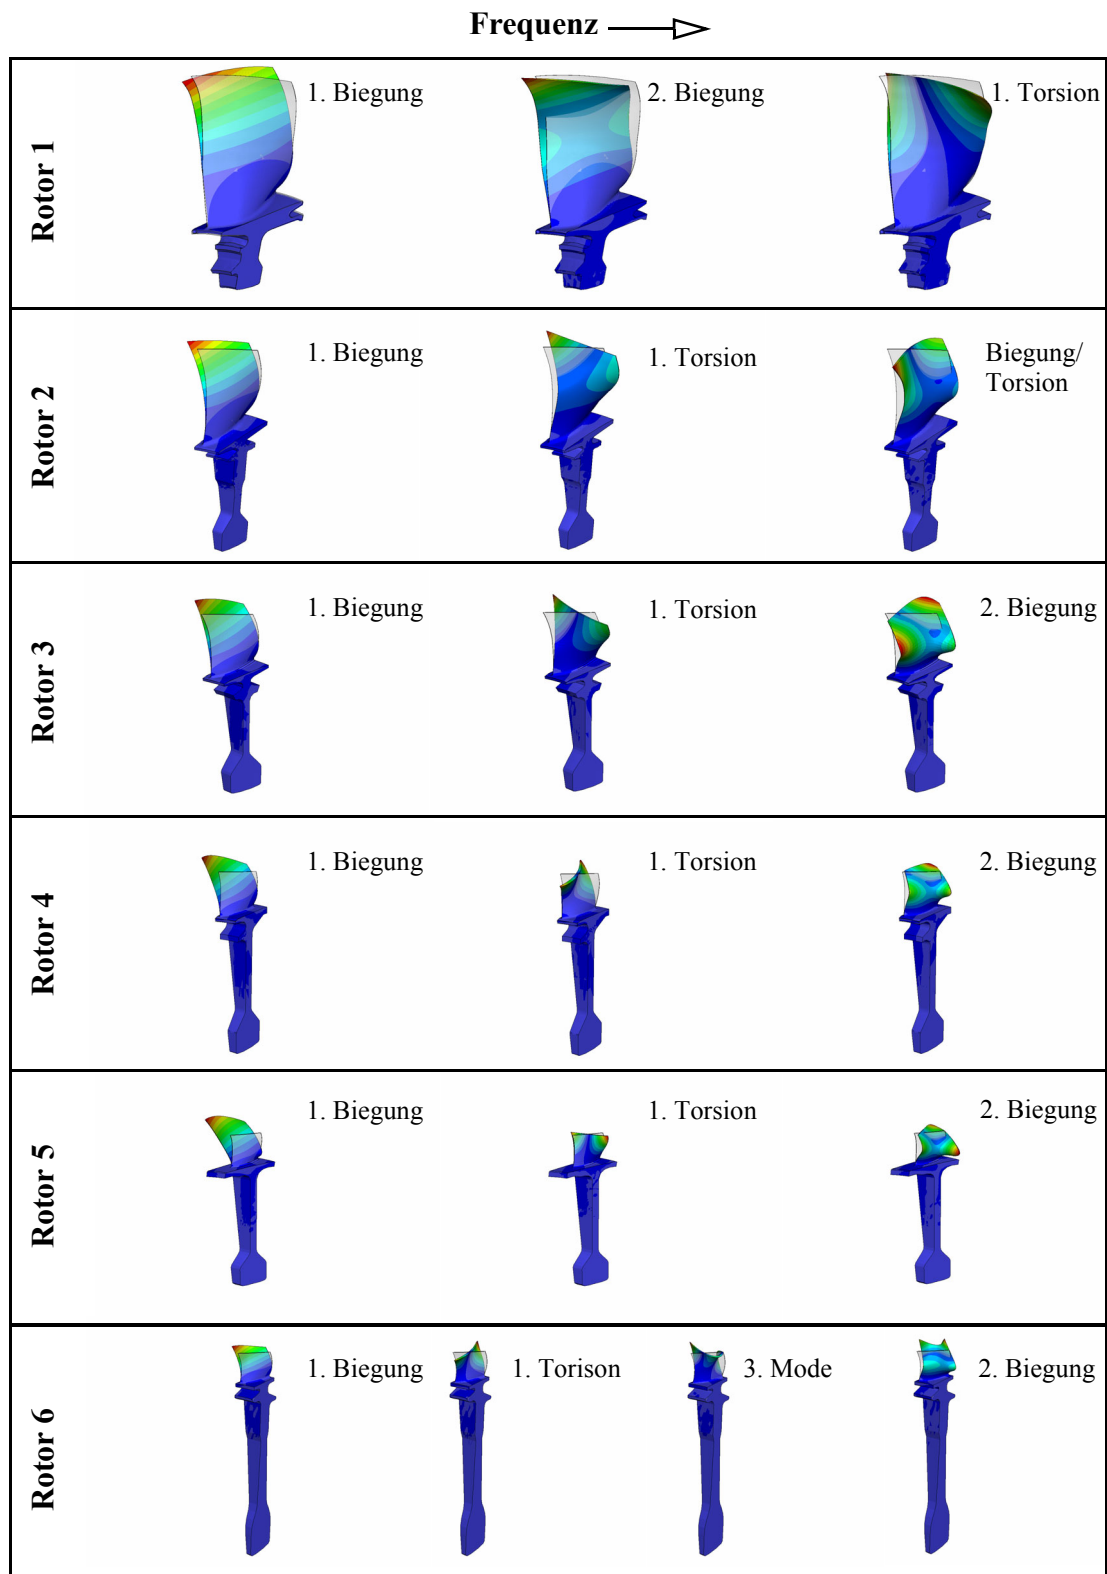 Frequenz
Rotor 1
1. Biegung
2. Biegung
1. Torsion
Rotor 2
1. Biegung
1. Torsion
Biegung/
Torsion
Rotor 3
1. Biegung
1. Torsion
2. Biegung
Rotor 4
1. Biegung
1. Torsion
2. Biegung
Rotor 5
1. Biegung
1. Torsion
2. Biegung
Rotor 6
1. Biegung
1. Torison
3. Mode
2. Biegung